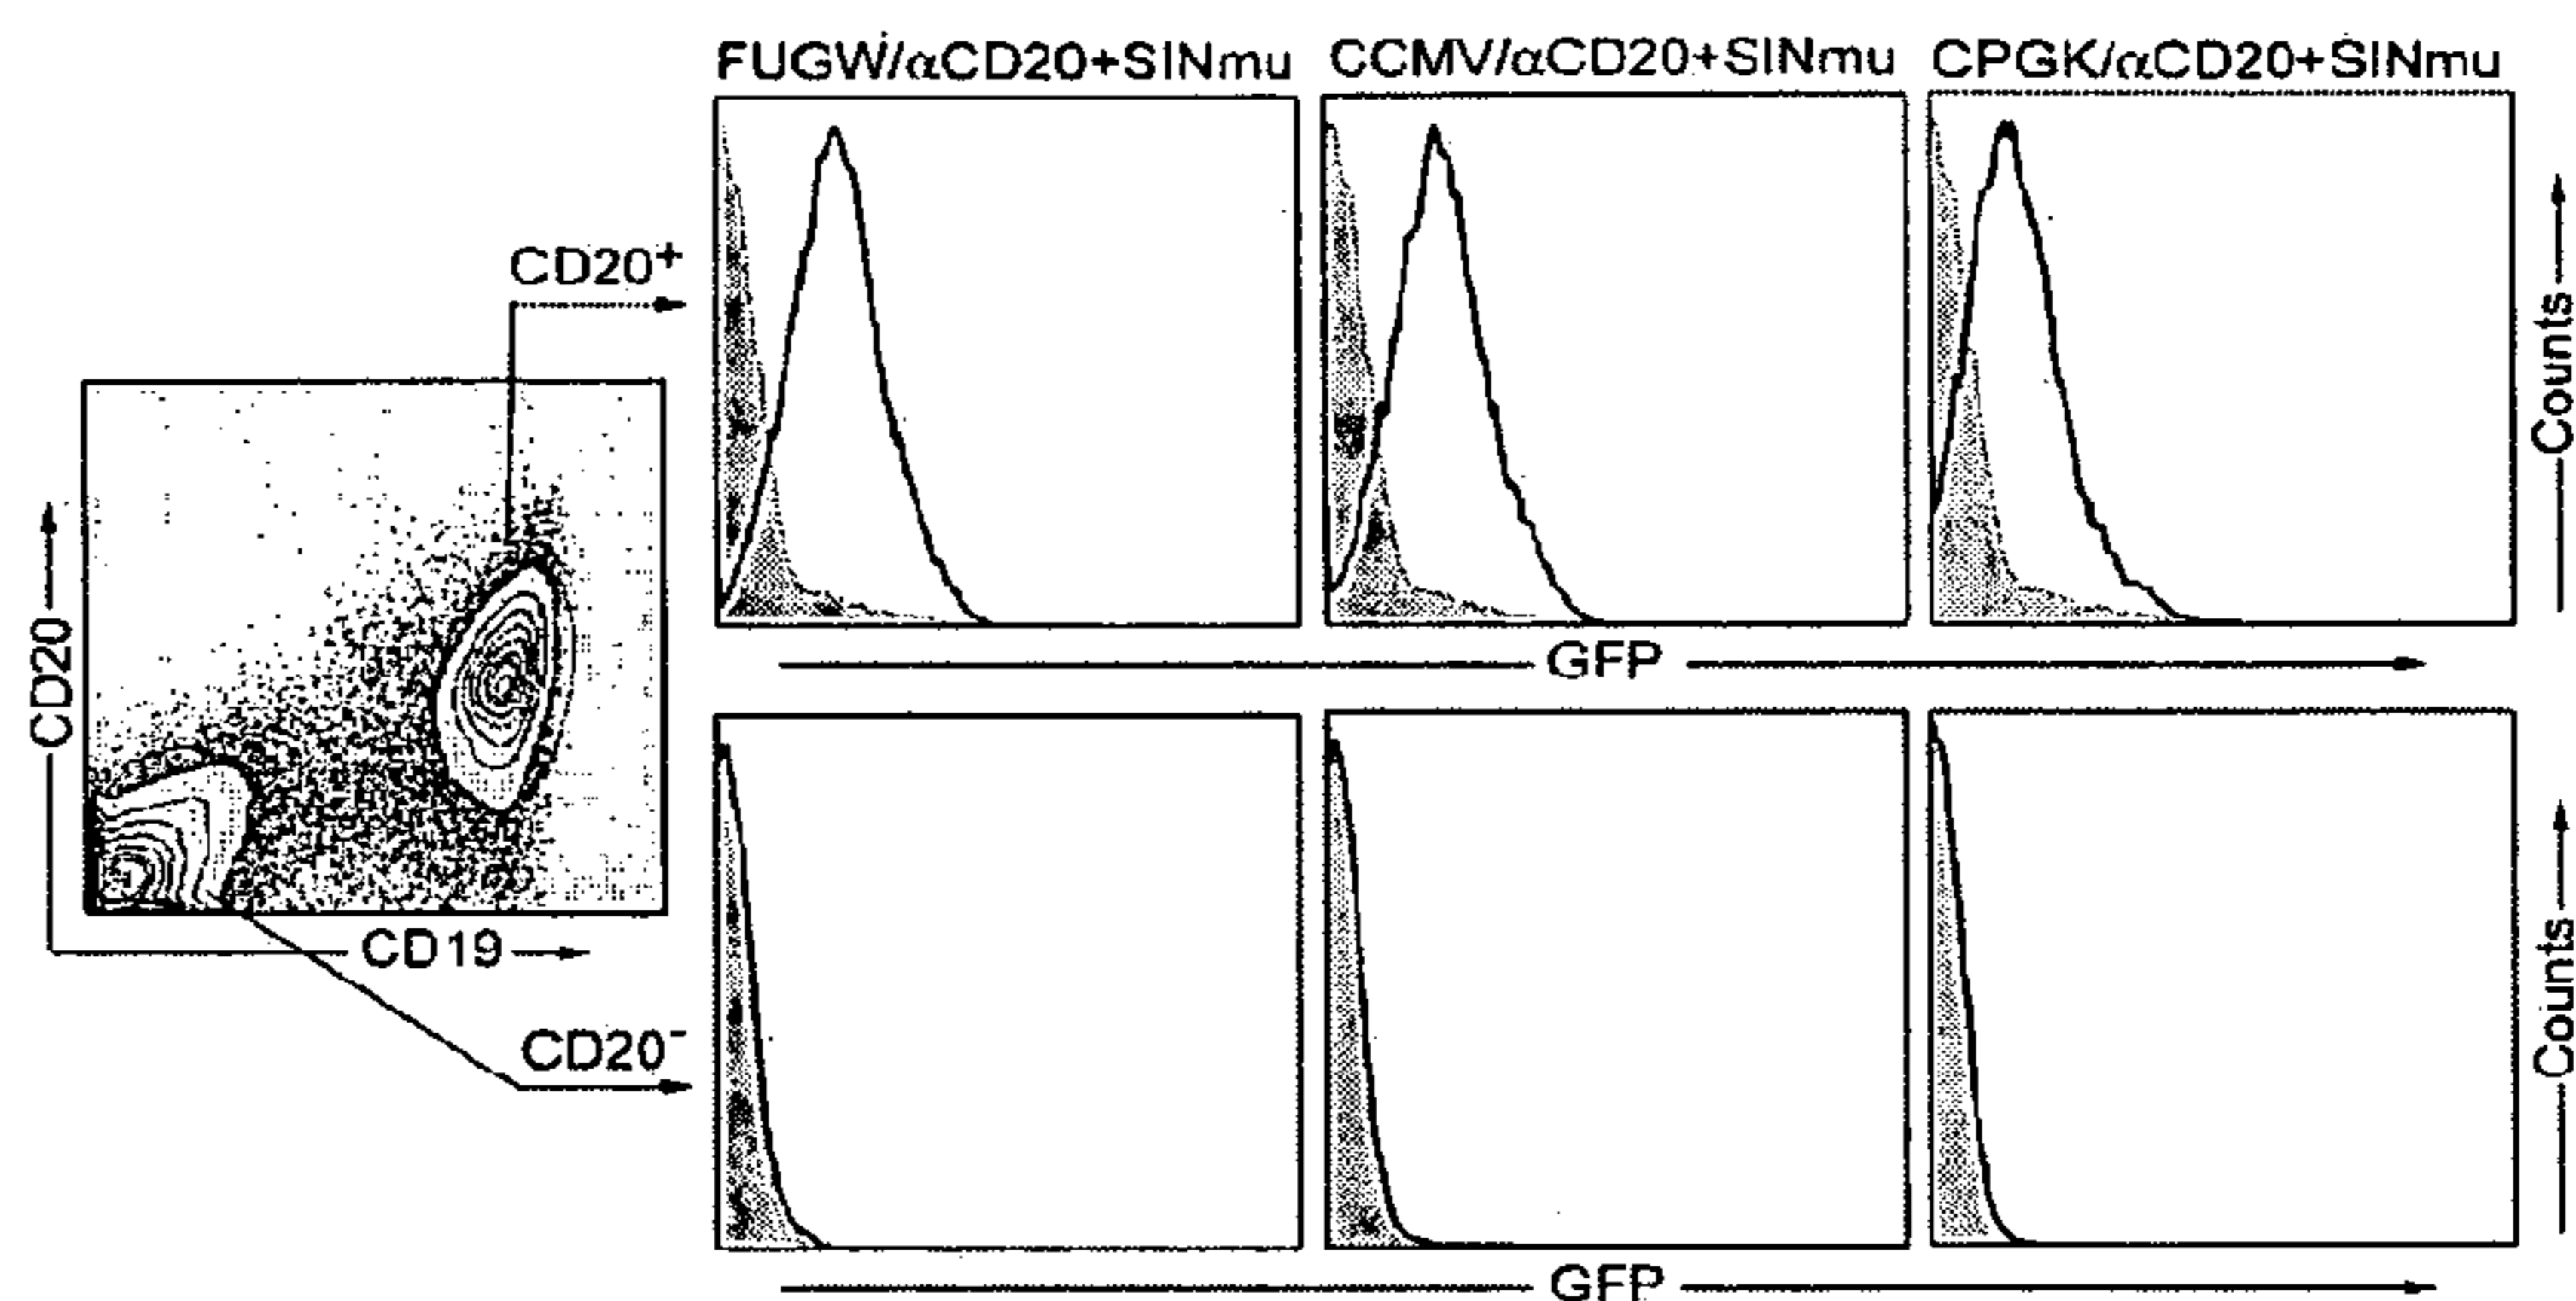 FUGW/αCD20+SINmu CCMV/αCD20+SINmu CPGK/αCD20+SINmu
CD20⁺
Counts
CD20
GFP
CD19
CD20⁻
Counts
GFP